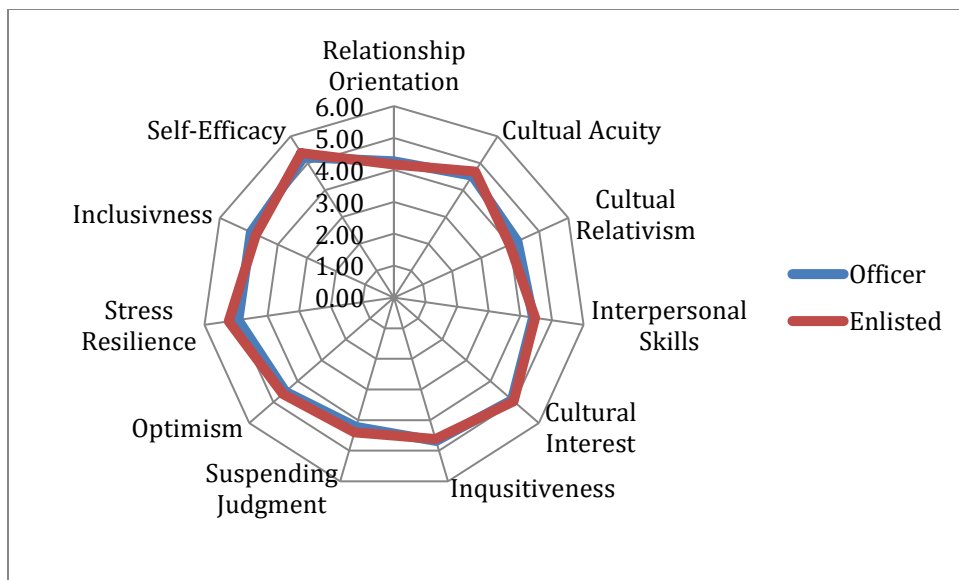 Relationship
Orientation
Cultual Acuity
Cultual
Relativism
Interpersonal
Skills
Cultural
Interest
Inqusitiveness
Suspending
Judgment
Optimism
Stress
Resilience
Inclusivness
Self-Efficacy
6.00
5.00
4.00
3.00
2.00
1.00
0.00
Officer
Enlisted